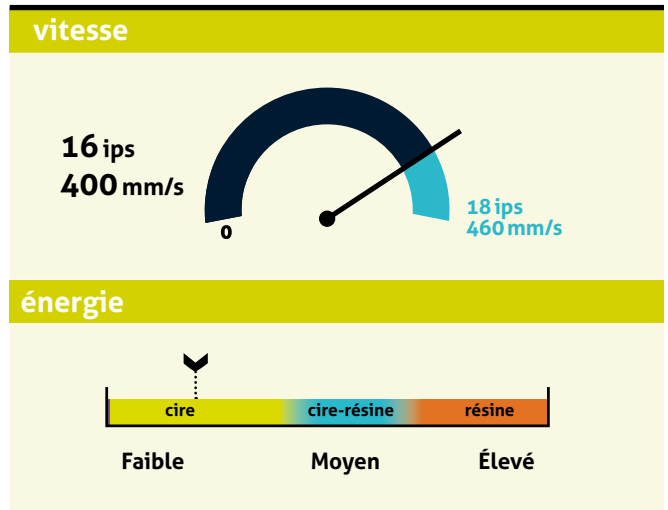 vitesse
16 ips
400 mm/s
0
18 ips
460 mm/s
énergie
cire cire-résine résine
Faible Moyen Élevé